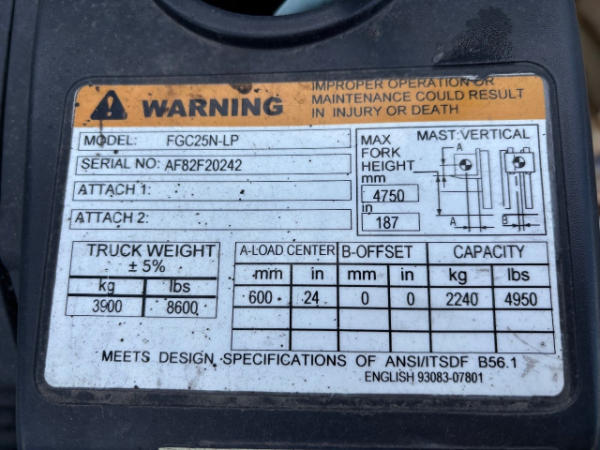 WARNING
IMPROPER OPERATION OR
MAINTENANCE COULD RESULT
IN INJURY OR DEATH
MODEL: FGC25N-LP
SERIAL NO: AF82F20242
ATTACH 1:
ATTACH 2:
MAX
FORK
HEIGHT
mm
4750
in
187
MAST:VERTICAL
A
A
B
TRUCK WEIGHT
± 5%
kg lbs
3900 8600
A-LOAD CENTER B-OFFSET CAPACITY
mm in mm in kg lbs
600 24 0 0 2240 4950
MEETS DESIGN SPECIFICATIONS OF ANSI/ITSDF B56.1
ENGLISH 93083-07801